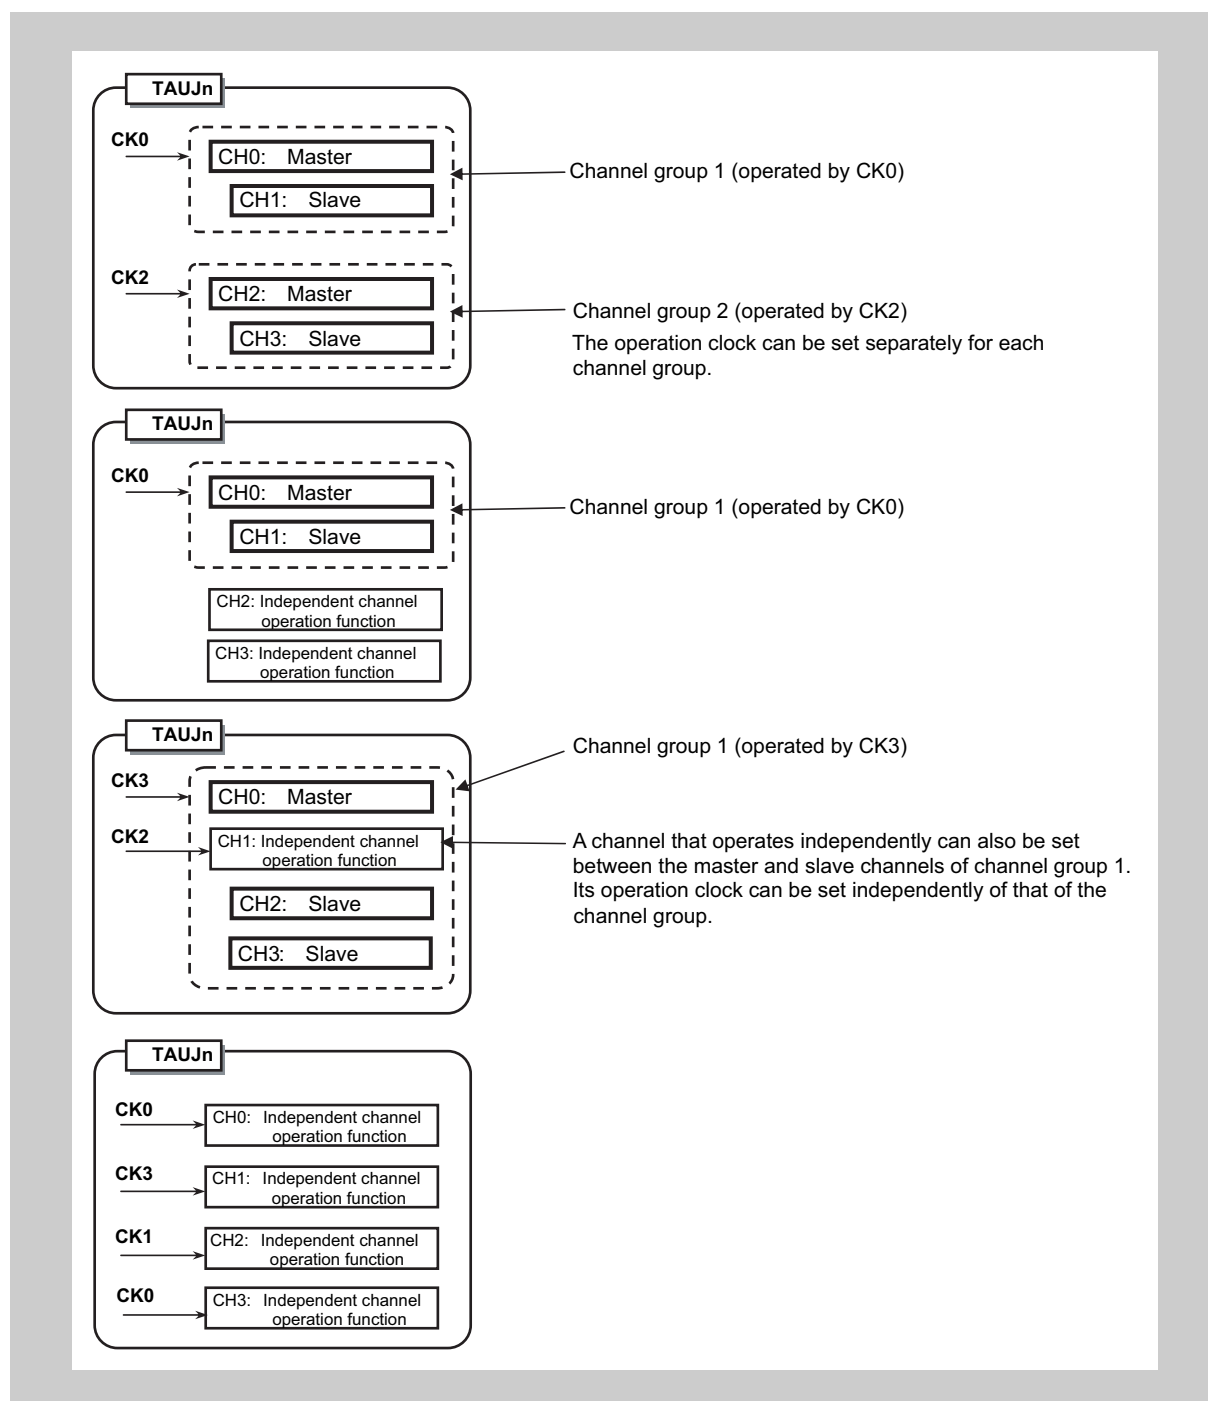 TAUJn
CK0
CH0: Master
CH1: Slave
Channel group 1 (operated by CK0)
CK2
CH2: Master
CH3: Slave
Channel group 2 (operated by CK2)
The operation clock can be set separately for each
channel group.
TAUJn
CK0
CH0: Master
CH1: Slave
Channel group 1 (operated by CK0)
CH2: Independent channel
operation function
CH3: Independent channel
operation function
TAUJn
Channel group 1 (operated by CK3)
CK3
CH0: Master
CK2
CH1: Independent channel
operation function
A channel that operates independently can also be set
between the master and slave channels of channel group 1.
Its operation clock can be set independently of that of the
channel group.
CH2: Slave
CH3: Slave
TAUJn
CK0
CH0: Independent channel
operation function
CK3
CH1: Independent channel
operation function
CK1
CH2: Independent channel
operation function
CK0
CH3: Independent channel
operation function